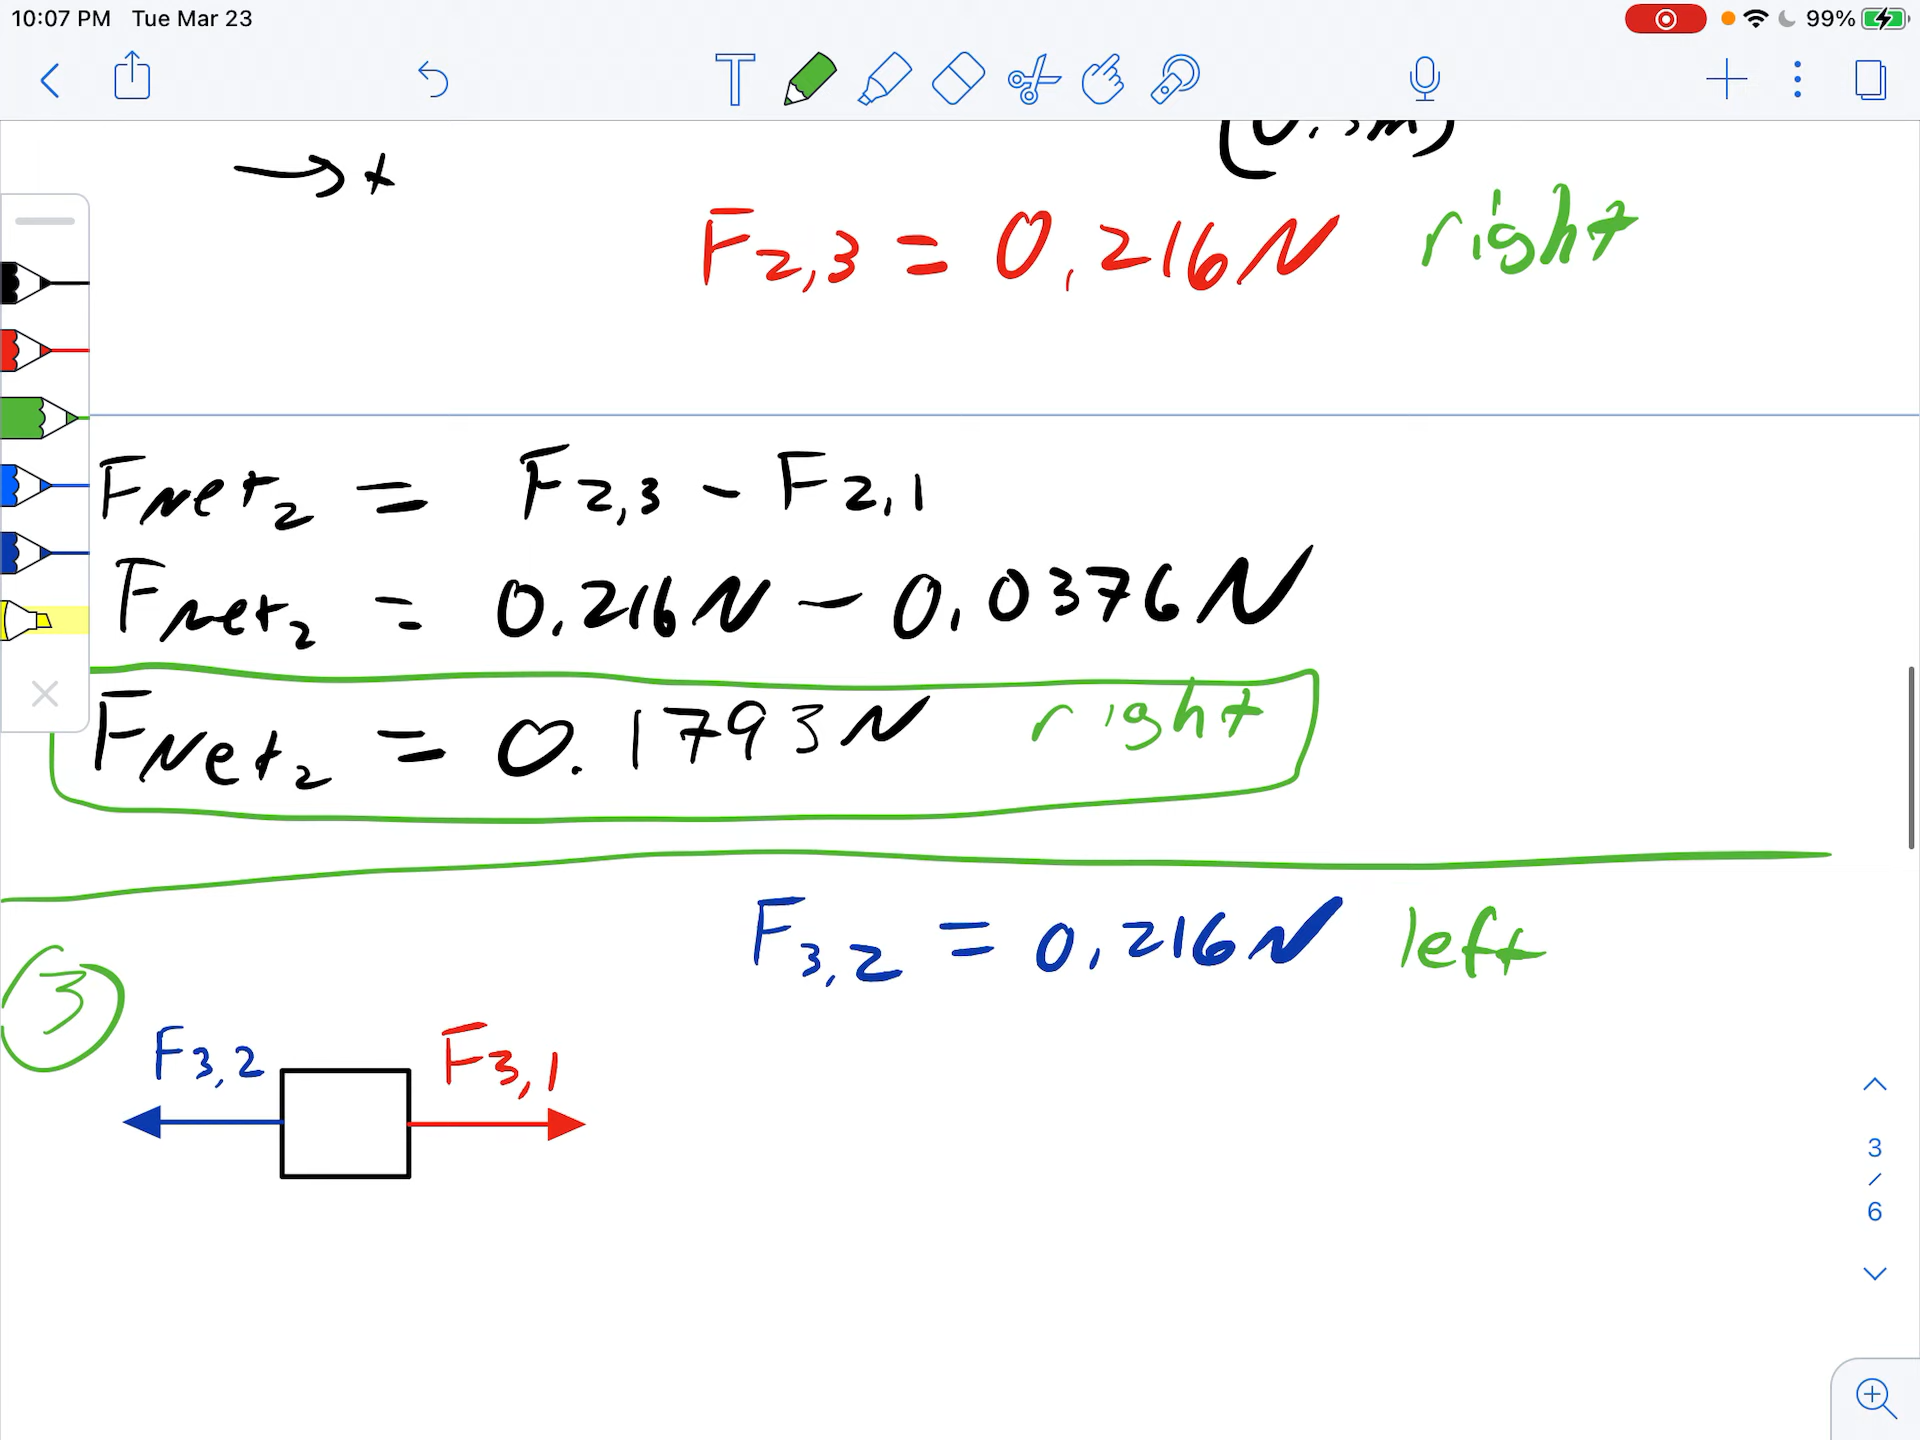 10:07 PM Tue Mar 23 99%
→ +
F2,3 = 0.216N right
FNet2 = F2,3 - F2,1
FNet2 = 0.216N - 0.0376N
FNet2 = 0.1793N right
F3,2 = 0.216N left
3
F3,2 F3,1
3
/
6